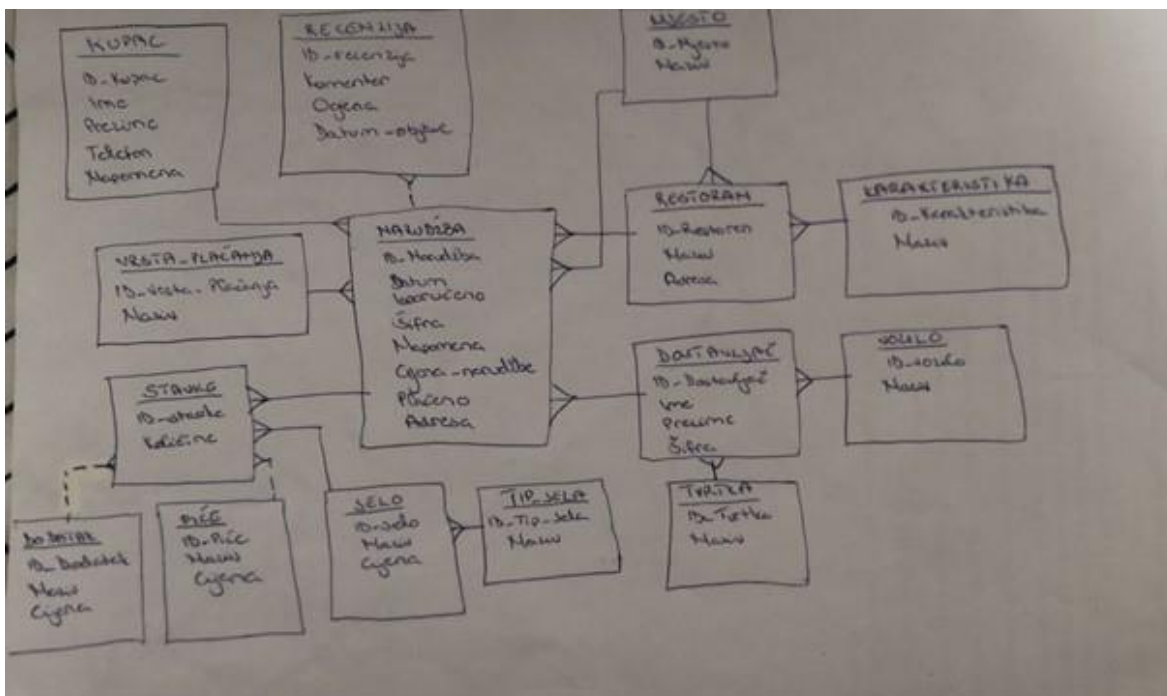 KUPAC
ID_Kupac
Ime
Prezime
Telefon
Napomena
RECENZIJA
ID_recenzija
Komentar
Ocjena
Datum_objave
MJESTO
ID_Mjesto
Naziv
RESTORAN
ID_Restoran
Naziv
Adresa
KARAKTERISTIKA
ID_Karakteristika
Naziv
VRSTA_PLAĆANJA
ID_Vrsta_Plaćanja
Naziv
NARUDŽBA
ID_Narudžba
Datum
Isporučeno
Šifra
Napomena
Cijena_narudžbe
Plaćeno
Adresa
DOSTAVLJAČ
ID_Dostavljač
Ime
Prezime
Šifra
VOZILO
ID_vozilo
Naziv
STAVKE
ID_stavke
Količina
DODATAK
ID_Dodatak
Naziv
Cijena
PIĆE
ID_Piće
Naziv
Cijena
JELO
ID_Jelo
Naziv
Cijena
TIP_JELA
ID_Tip_Jela
Naziv
TVRTKA
ID_Tvrtka
Naziv